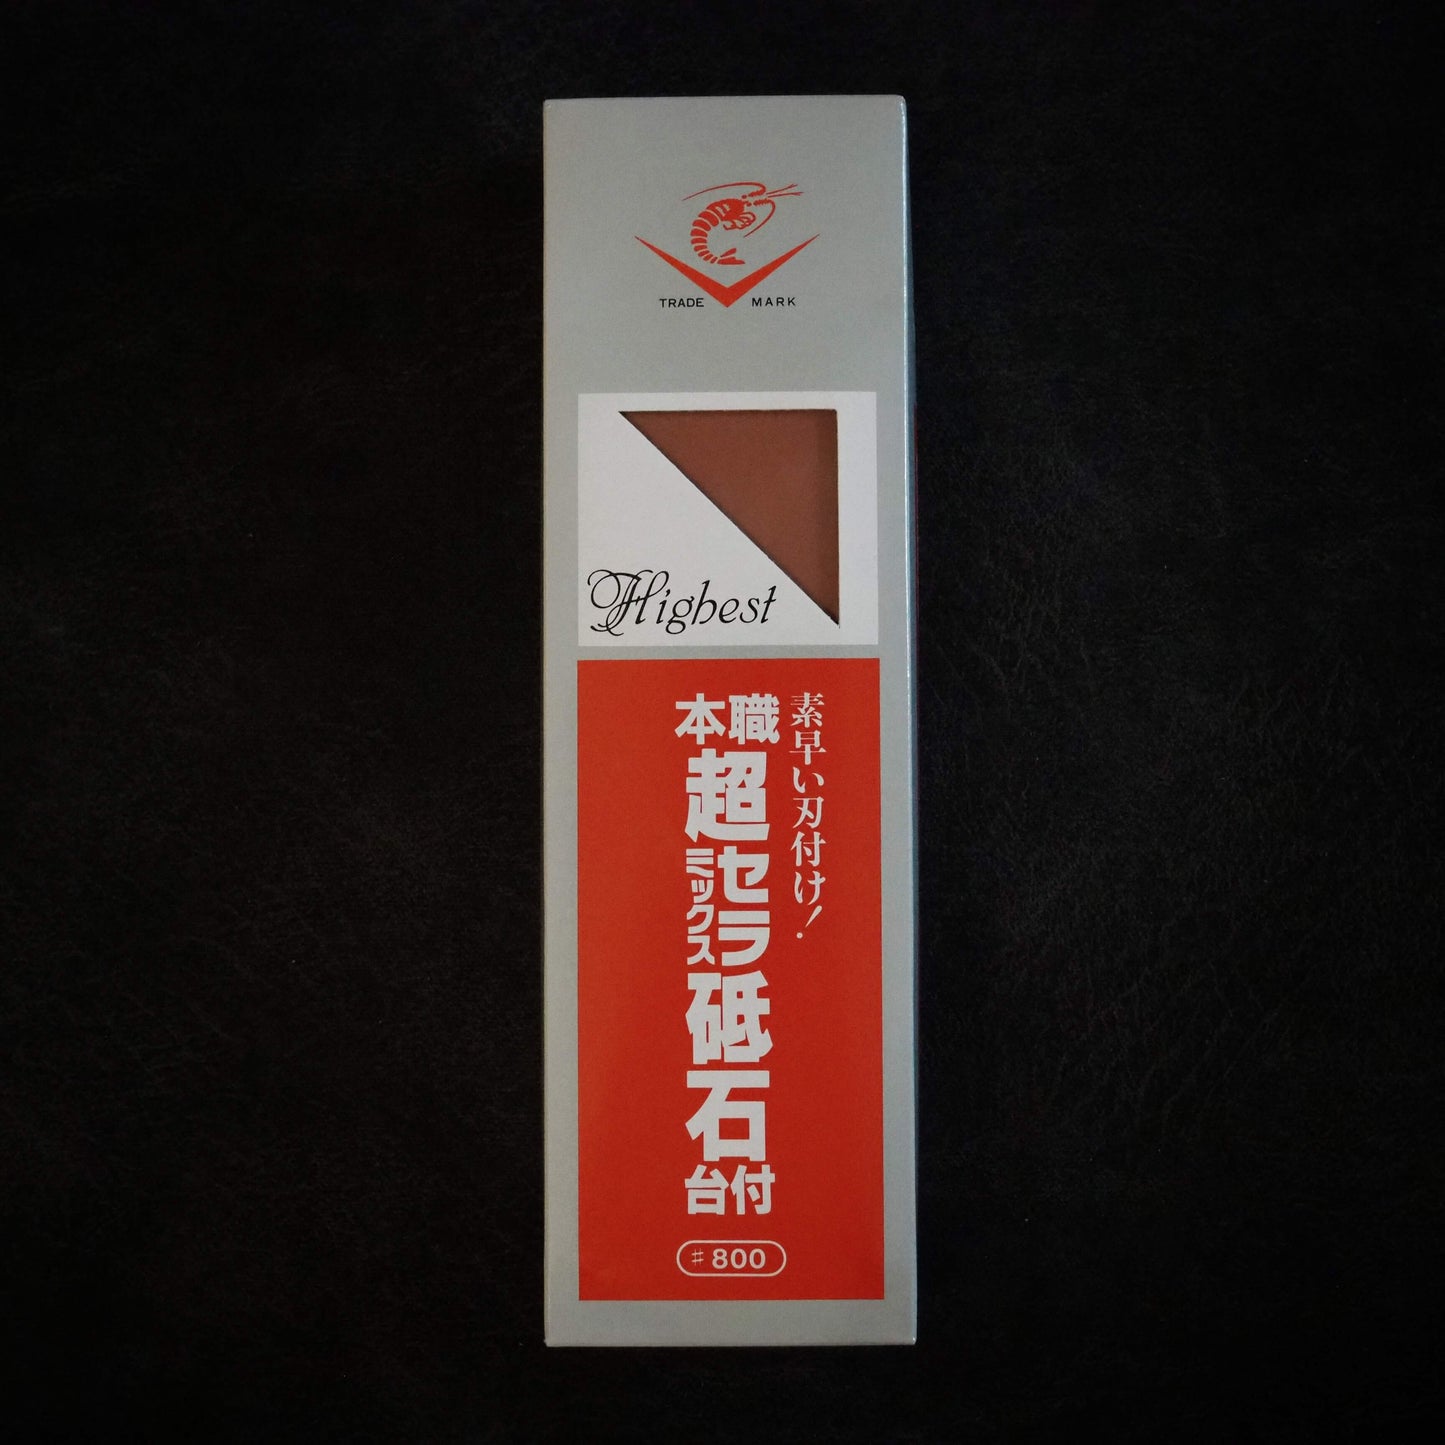 TRADE MARK
Highest
素早い刃付け!
本職
超セラミックス砥石
台付
#800